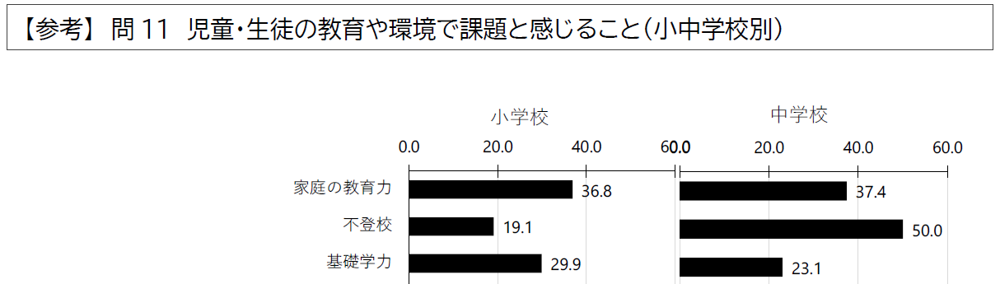 【参考】 問 11 児童・生徒の教育や環境で課題と感じること(小中学校別)
小学校 中学校
0.0 20.0 40.0 60.0 0.0 20.0 40.0 60.0
家庭の教育力 36.8 37.4
不登校 19.1 50.0
基礎学力 29.9 23.1